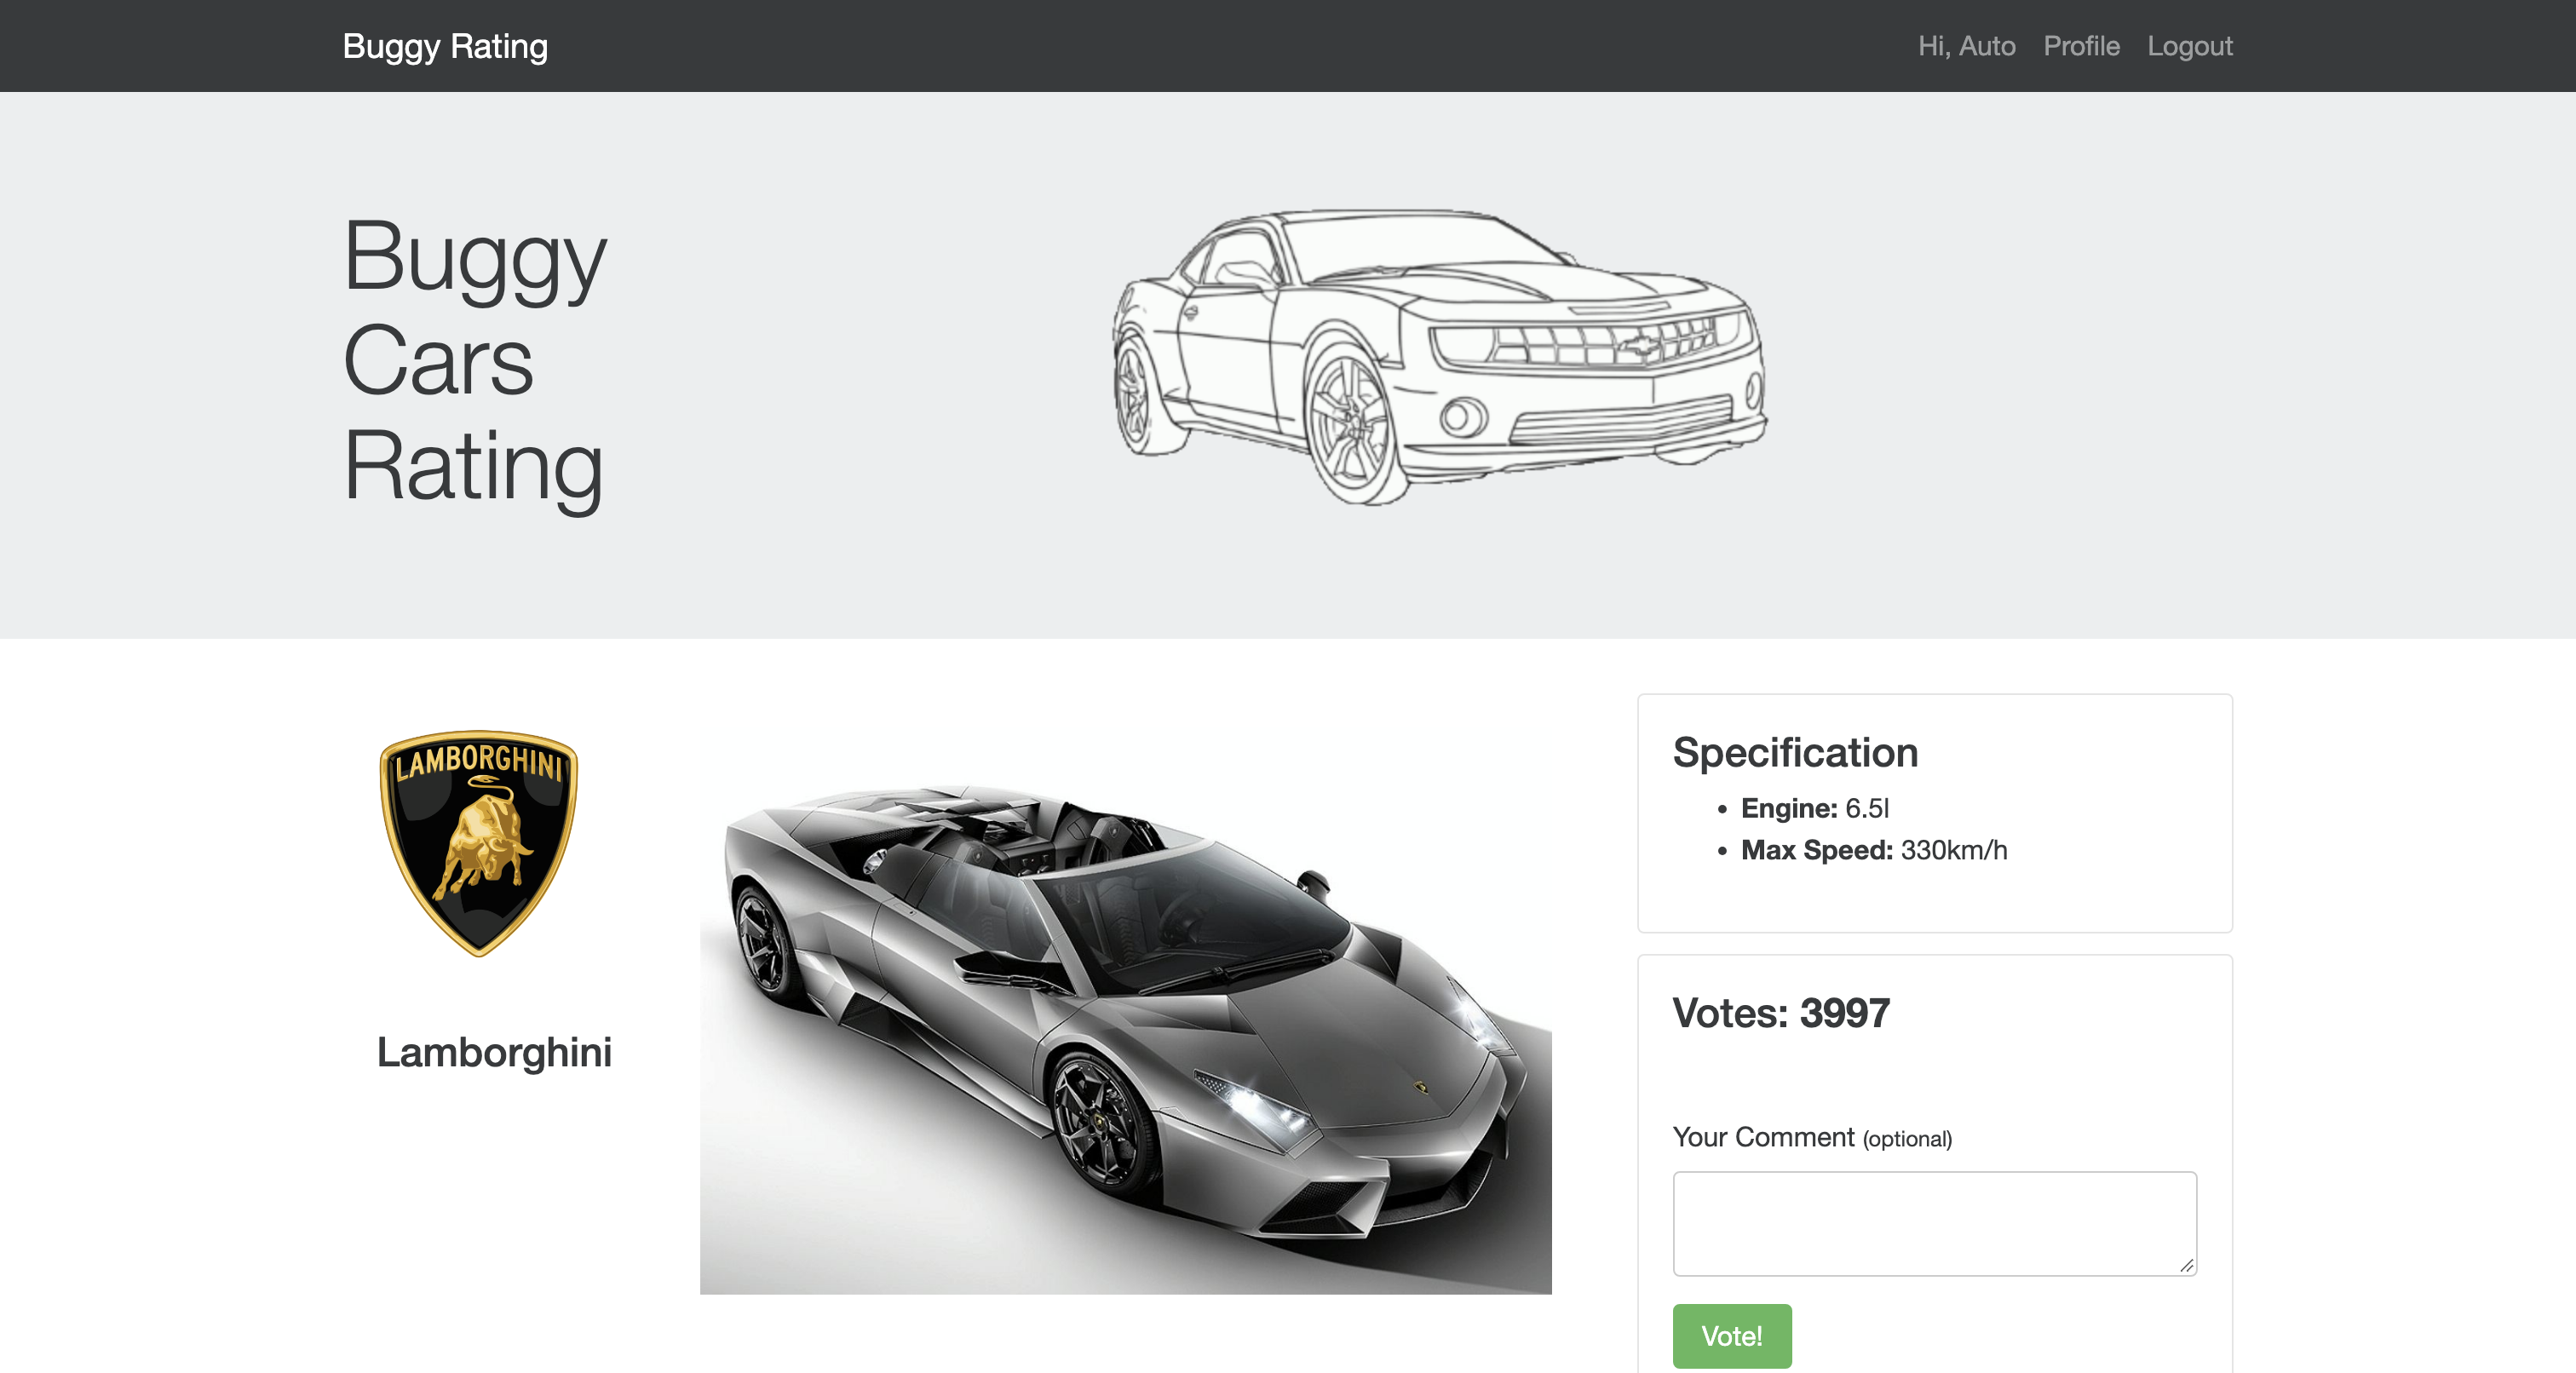 Buggy Rating
Hi, Auto
Profile
Logout
Buggy
Cars
Rating
LAMBORGHINI
Lamborghini
Specification
• Engine: 6.5l
• Max Speed: 330km/h
Votes: 3997
Your Comment (optional)
Vote!